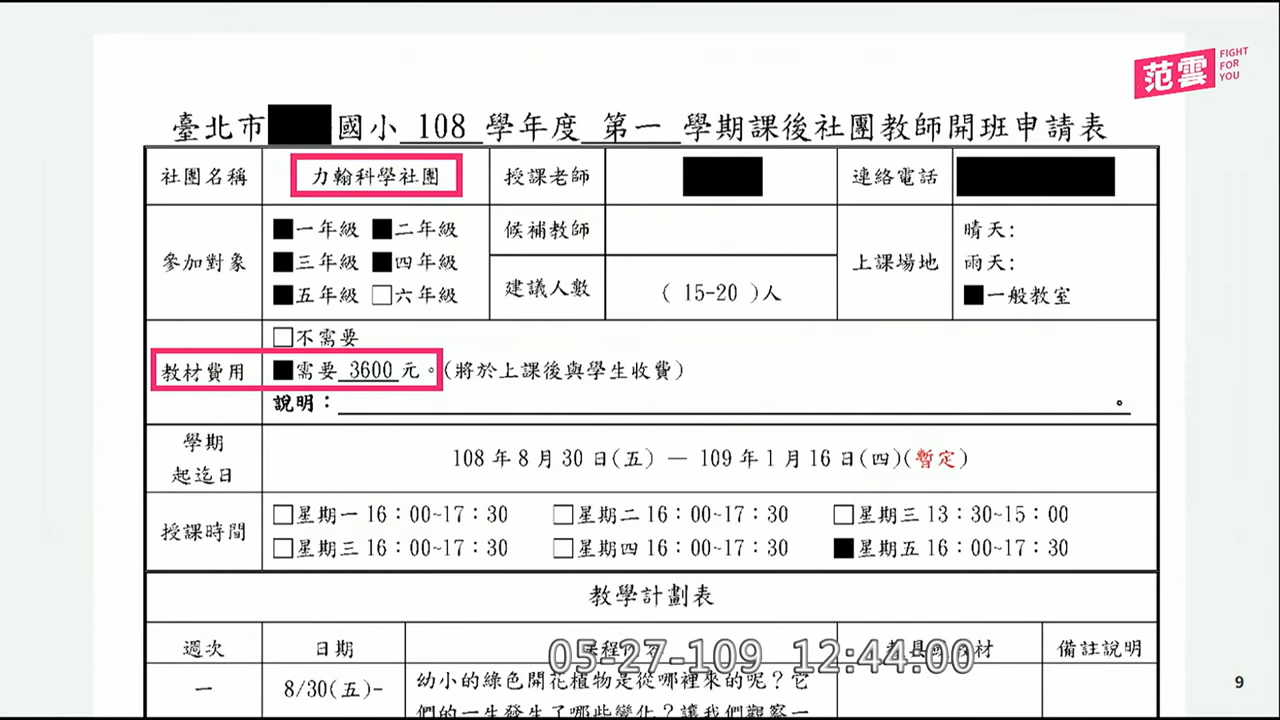 范雲
FIGHT
FOR
YOU
臺北市 國小 108 學年度 第一 學期課後社團教師開班申請表
社團名稱 力翰科學社團 授課老師 連絡電話
參加對象
■一年級 ■二年級
■三年級 ■四年級
■五年級 □六年級
候補教師
建議人數 ( 15-20 )人
上課場地
晴天:
雨天:
■一般教室
教材費用
□不需要
■需要 3600 元。(將於上課後與學生收費)
說明： 。
學期
起迄日
108 年 8 月 30 日(五) — 109 年 1 月 16 日(四)(暫定)
授課時間
□星期一 16：00~17：30 □星期二 16：00~17：30 □星期三 13：30~15：00
□星期三 16：00~17：30 □星期四 16：00~17：30 ■星期五 16：00~17：30
教學計劃表
週次 日期 課程 材 備註說明
05-27-109 12:44:00
一 8/30(五)- 幼小的綠色開花植物是從哪裡來的呢？它
們的一生發生了哪些變化？讓我們觀察一
9